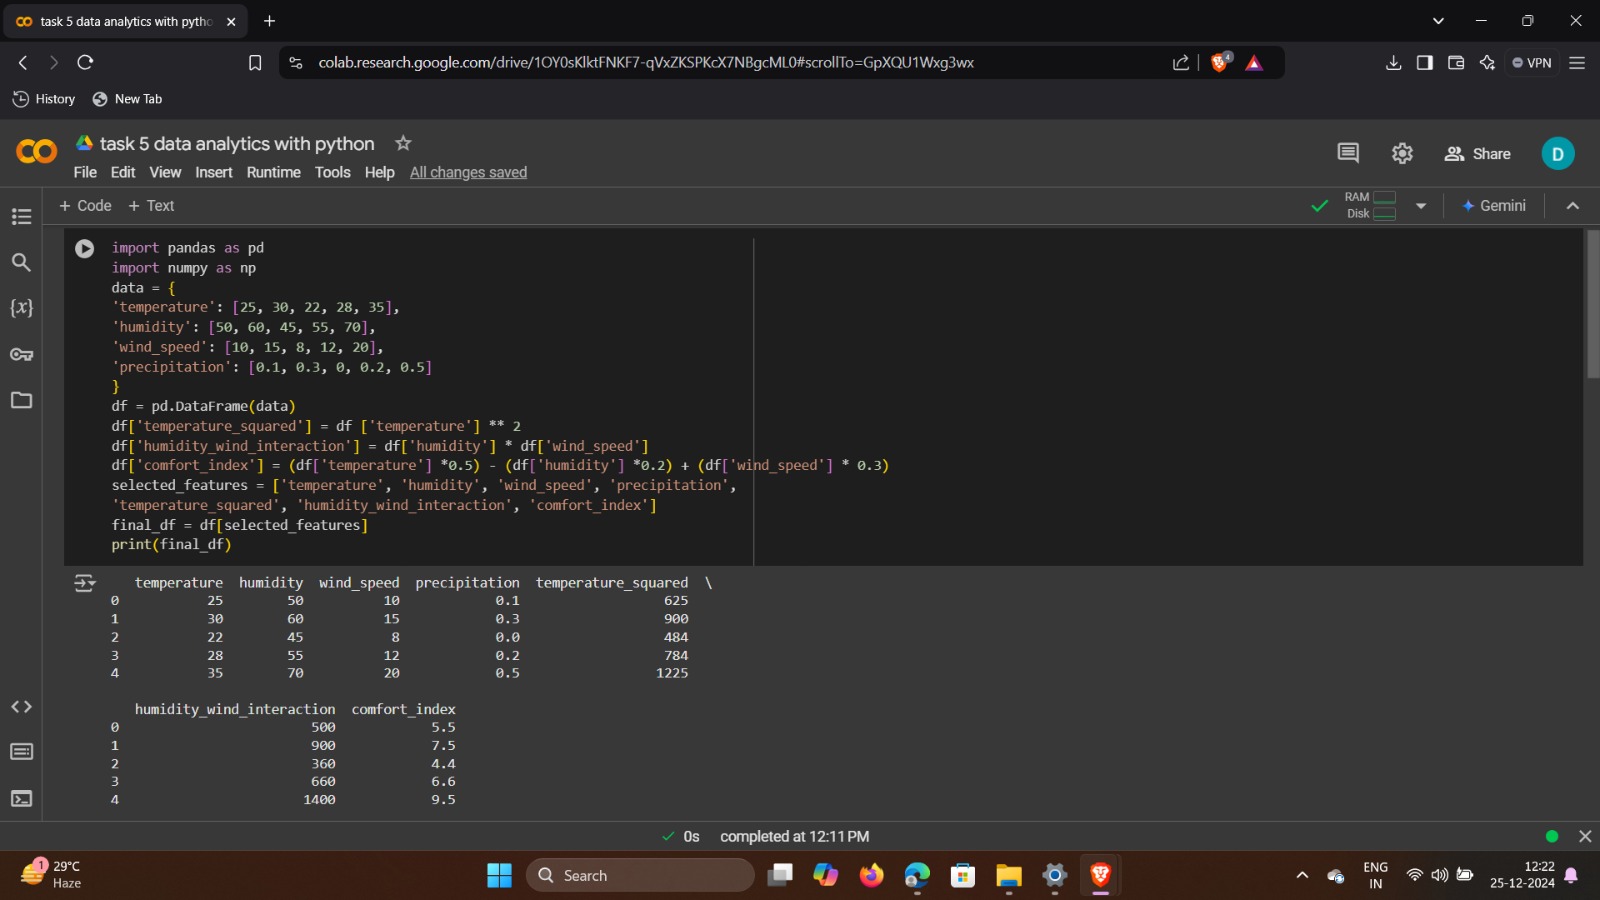 task 5 data analytics with pytho
colab.research.google.com/drive/1OY0sKlktFNKF7-qVxZKSPKcX7NBgcML0#scrollTo=GpXQU1Wxg3wx
4
VPN
History
New Tab
task 5 data analytics with python
Share
D
File Edit View Insert Runtime Tools Help All changes saved
+ Code + Text
RAM
Disk
Gemini
import pandas as pd
import numpy as np
data = {
'temperature': [25, 30, 22, 28, 35],
'humidity': [50, 60, 45, 55, 70],
'wind_speed': [10, 15, 8, 12, 20],
'precipitation': [0.1, 0.3, 0, 0.2, 0.5]
}
df = pd.DataFrame(data)
df['temperature_squared'] = df ['temperature'] ** 2
df['humidity_wind_interaction'] = df['humidity'] * df['wind_speed']
df['comfort_index'] = (df['temperature'] *0.5) - (df['humidity'] *0.2) + (df['wind_speed'] * 0.3)
selected_features = ['temperature', 'humidity', 'wind_speed', 'precipitation',
'temperature_squared', 'humidity_wind_interaction', 'comfort_index']
final_df = df[selected_features]
print(final_df)
temperature humidity wind_speed precipitation temperature_squared \
0 25 50 10 0.1 625
1 30 60 15 0.3 900
2 22 45 8 0.0 484
3 28 55 12 0.2 784
4 35 70 20 0.5 1225
humidity_wind_interaction comfort_index
0 500 5.5
1 900 7.5
2 360 4.4
3 660 6.6
4 1400 9.5
{x}
0s completed at 12:11 PM
1
29°C
Haze
Search
ENG
IN
12:22
25-12-2024